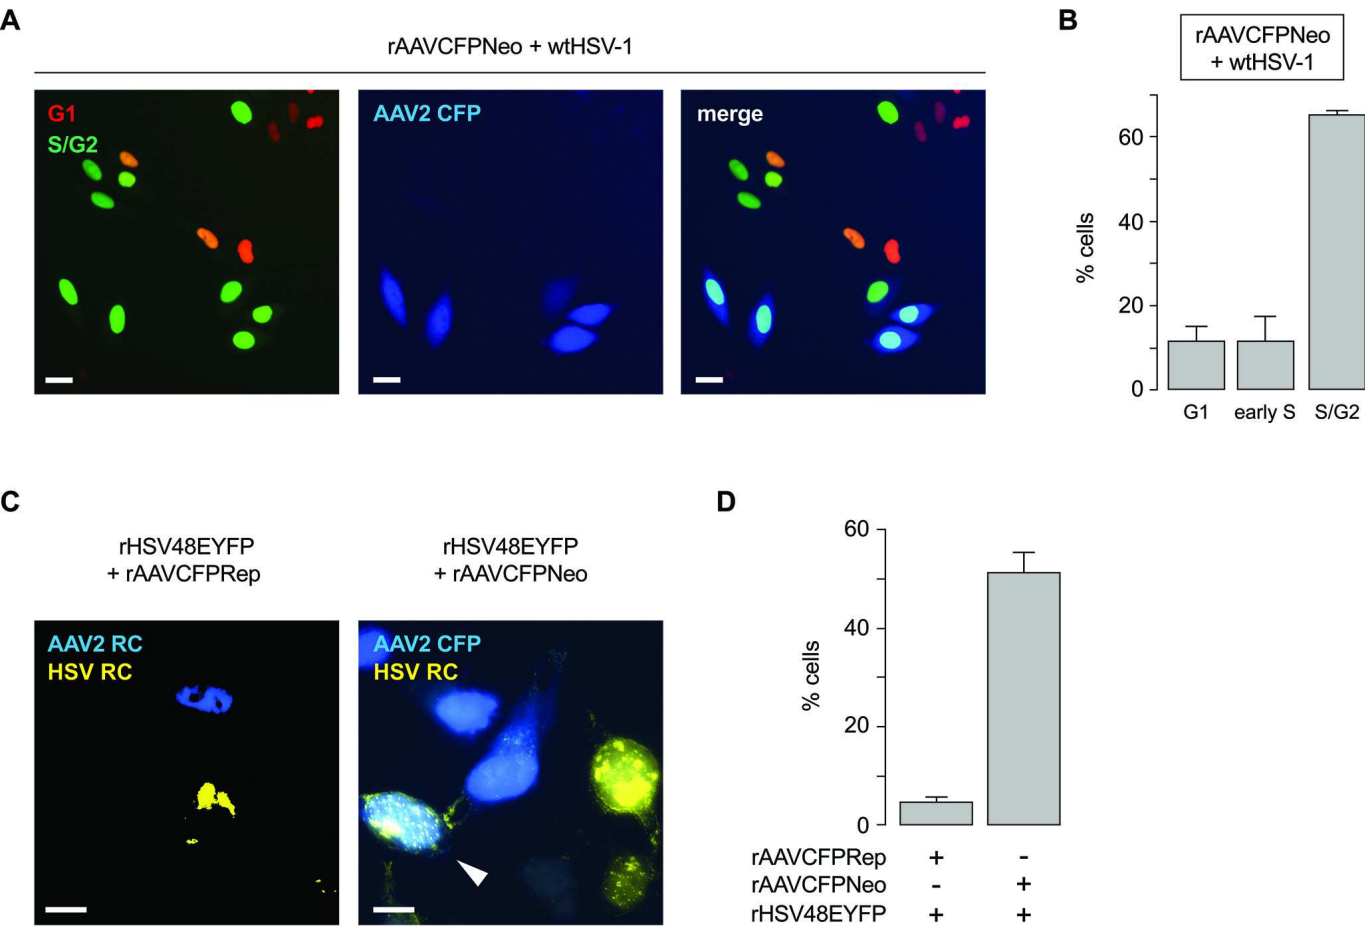 A
rAAVCFPNeo + wtHSV-1
G1
S/G2
AAV2 CFP
merge
B
rAAVCFPNeo
+ wtHSV-1
% cells
60
40
20
0
G1 early S S/G2
C
rHSV48EYFP
+ rAAVCFPRep
rHSV48EYFP
+ rAAVCFPNeo
AAV2 RC
HSV RC
AAV2 CFP
HSV RC
D
% cells
60
40
20
0
rAAVCFPRep + -
rAAVCFPNeo - +
rHSV48EYFP + +